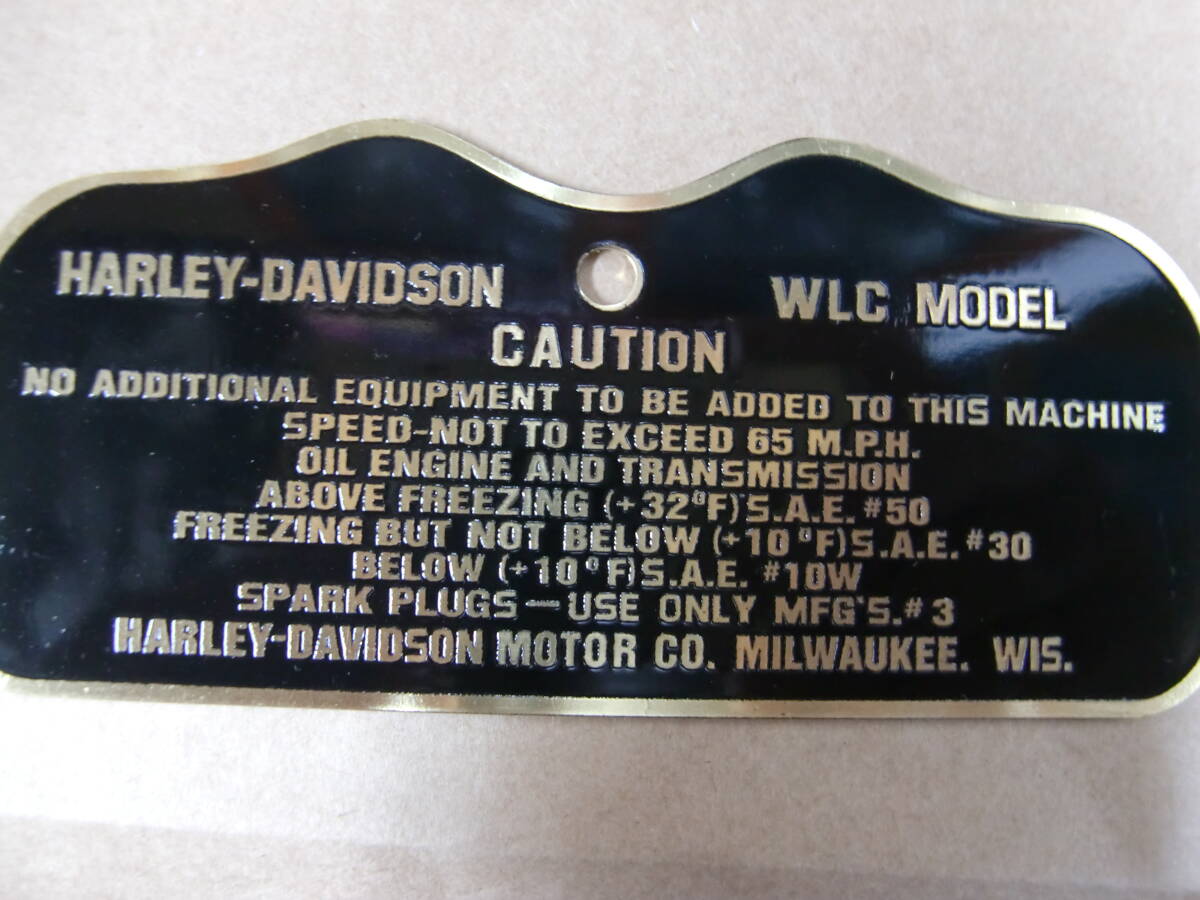 HARLEY-DAVIDSON WLC MODEL
CAUTION
NO ADDITIONAL EQUIPMENT TO BE ADDED TO THIS MACHINE
SPEED-NOT TO EXCEED 65 M.P.H.
OIL ENGINE AND TRANSMISSION
ABOVE FREEZING (+32°F) S.A.E. #50
FREEZING BUT NOT BELOW (+10°F) S.A.E. #30
BELOW (+10°F) S.A.E. #10W
SPARK PLUGS — USE ONLY MFG'S. #3
HARLEY-DAVIDSON MOTOR CO. MILWAUKEE. WIS.